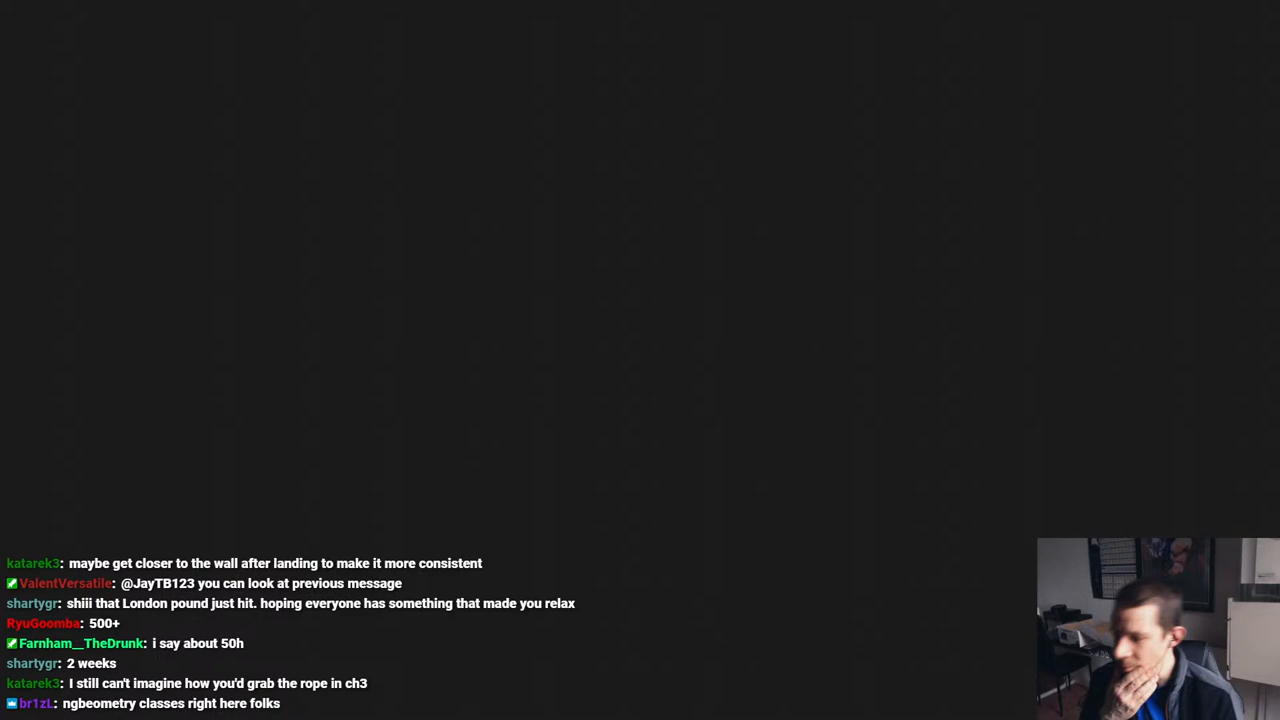 katarek3: maybe get closer to the wall after landing to make it more consistent
ValentVersatile: @JayTB123 you can look at previous message
shartygr: shiii that London pound just hit. hoping everyone has something that made you relax
RyuGoomba: 500+
Farnham__TheDrunk: i say about 50h
shartygr: 2 weeks
katarek3: I still can't imagine how you'd grab the rope in ch3
br1zL: ngbeometry classes right here folks